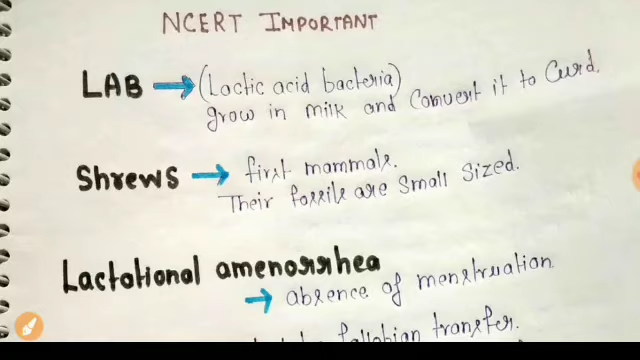 NCERT IMPORTANT
LAB → (Lactic acid bacteria)
grow in milk and convert it to Curd.
Shrews → first mammals.
Their fossils are small sized.
Lactational amenorrhea
→ absence of menstruation
fallopian transfer.